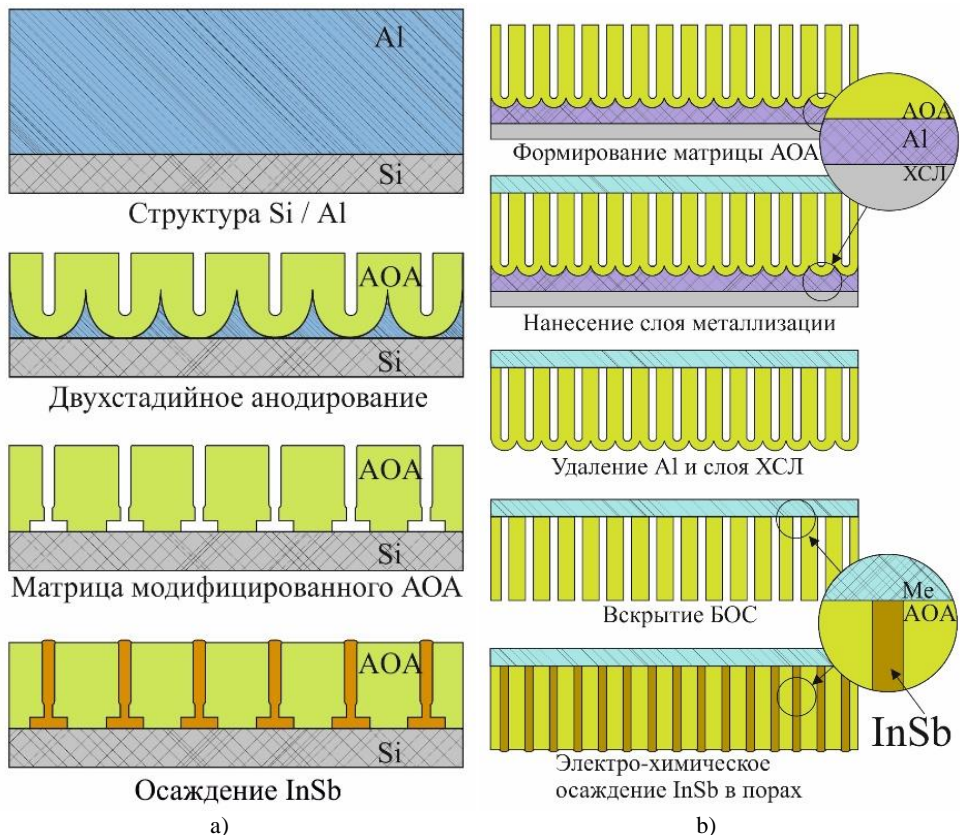 Al
Si
Структура Si / Al
АОА
Si
Двухстадийное анодирование
АОА
Si
Матрица модифицированного АОА
АОА
Si
Осаждение InSb
a)
Формирование матрицы АОА
АОА
Al
ХСЛ
Нанесение слоя металлизации
Удаление Al и слоя ХСЛ
Вскрытие БОС
Me
АОА
InSb
Электро-химическое
осаждение InSb в порах
b)